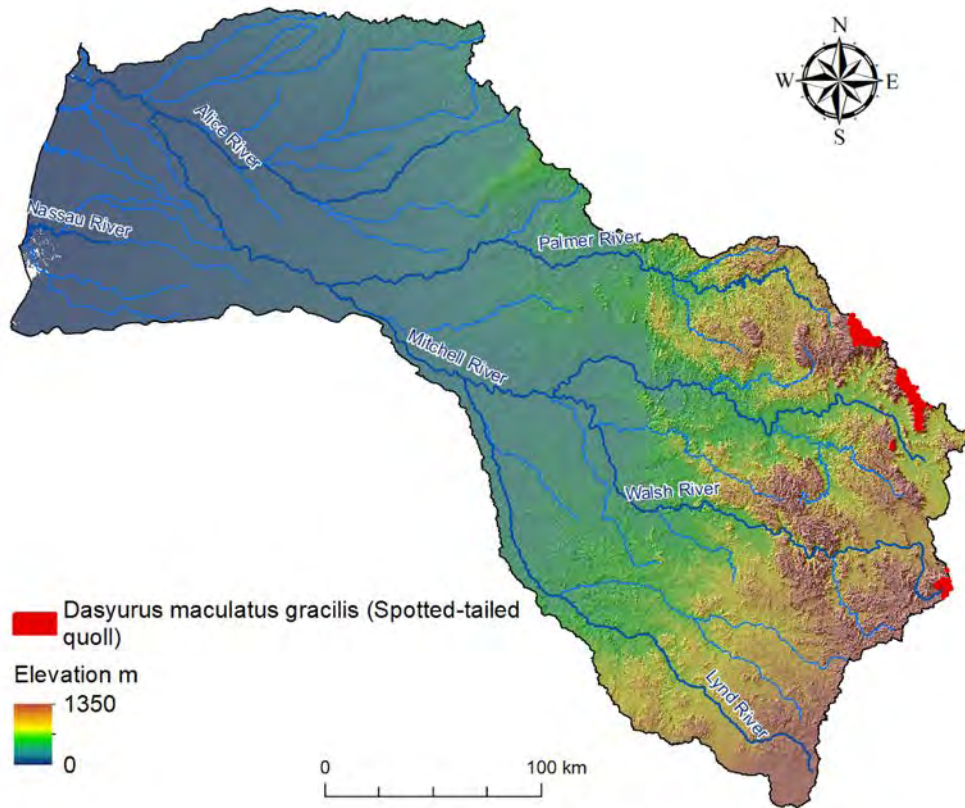 N
W E
S
Alice River
Nassau River
Palmer River
Mitchell River
Walsh River
Lynd River
Dasyurus maculatus gracilis (Spotted-tailed
quoll)
Elevation m
1350
0
0 100 km